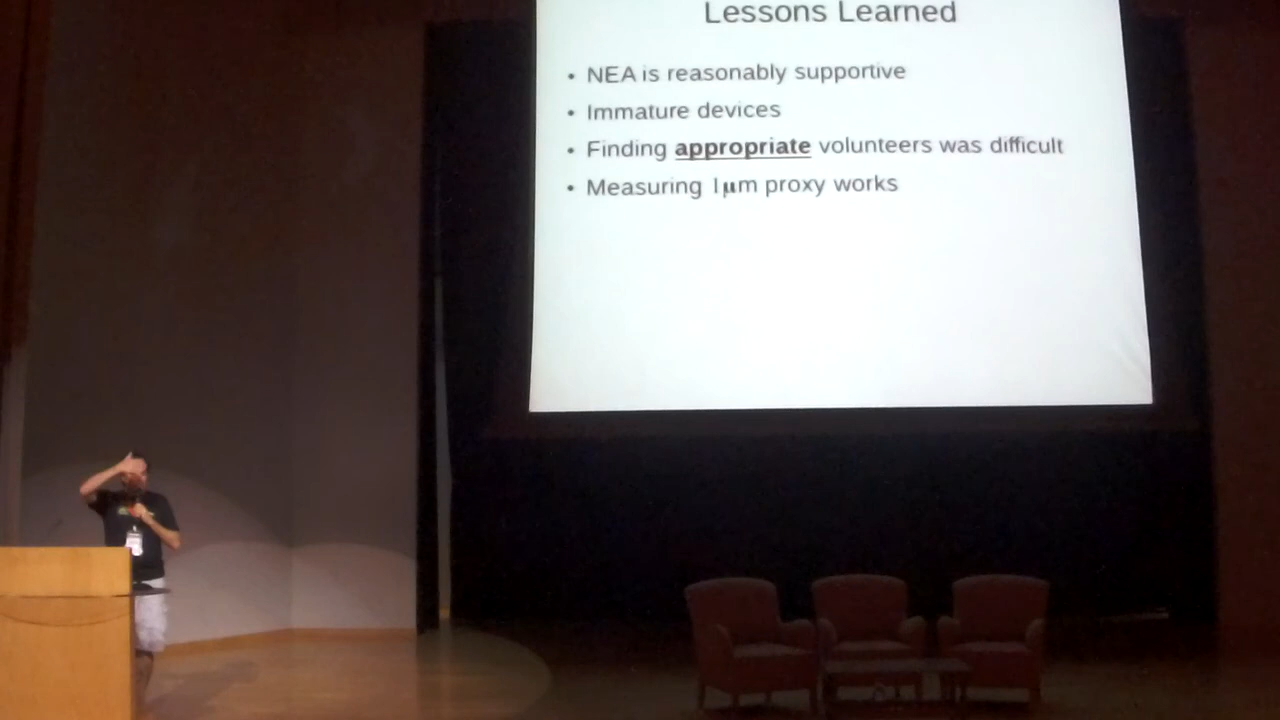 Lessons Learned
• NEA is reasonably supportive
• Immature devices
• Finding appropriate volunteers was difficult
• Measuring 1μm proxy works